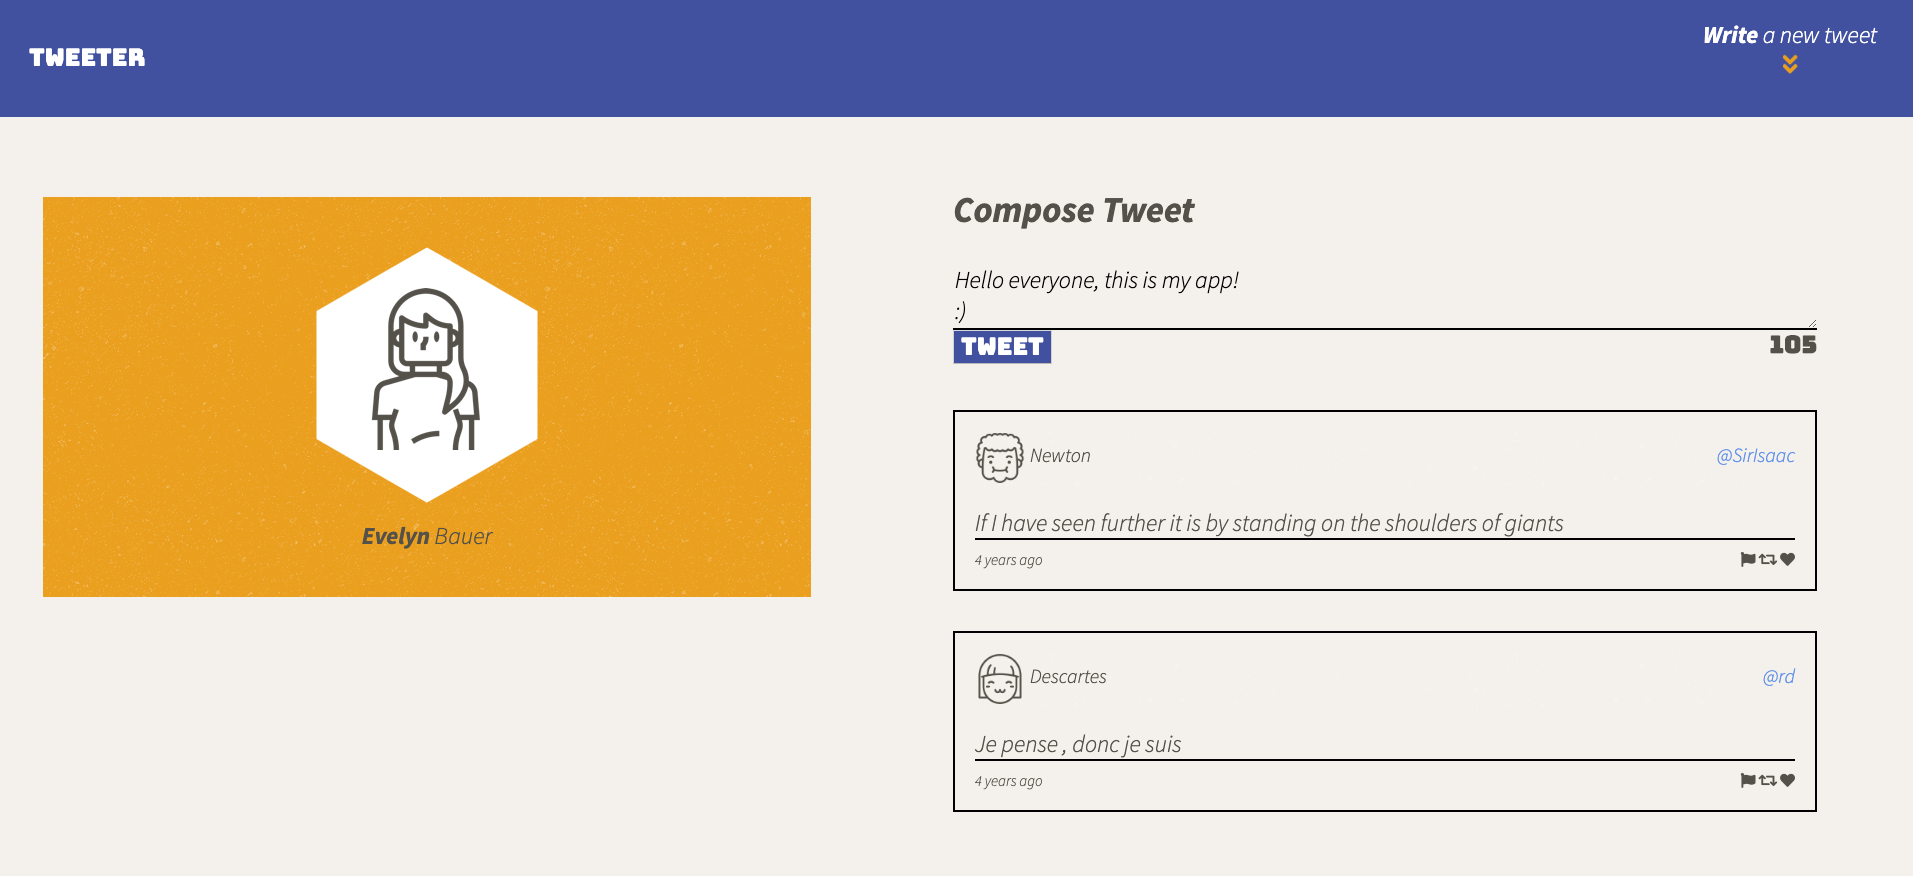 TWEETER
Write a new tweet
Evelyn Bauer
Compose Tweet
Hello everyone, this is my app!
:)
TWEET
105
Newton
@SirIsaac
If I have seen further it is by standing on the shoulders of giants
4 years ago
Descartes
@rd
Je pense , donc je suis
4 years ago